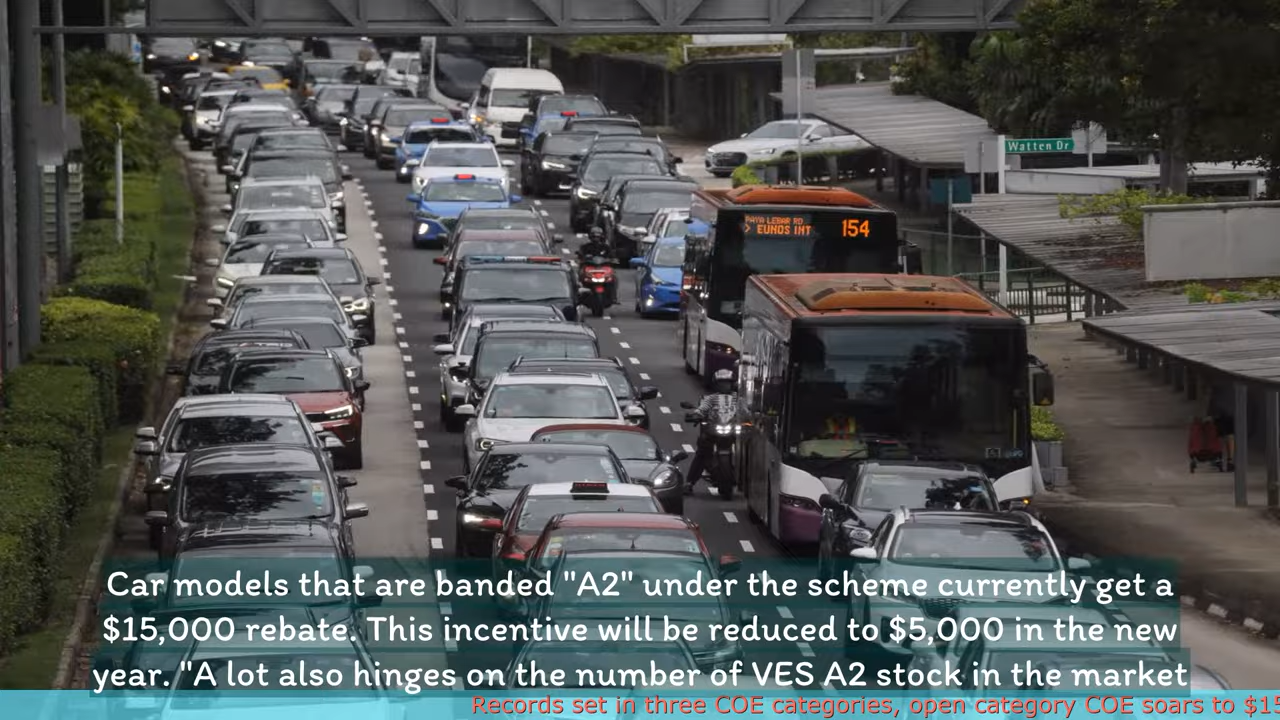 Watten Dr
PAYA LEBAR RD
> EUNOS INT
154
Car models that are banded "A2" under the scheme currently get a
$15,000 rebate. This incentive will be reduced to $5,000 in the new
year. "A lot also hinges on the number of VES A2 stock in the market
Records set in three COE categories, open category COE soars to $15